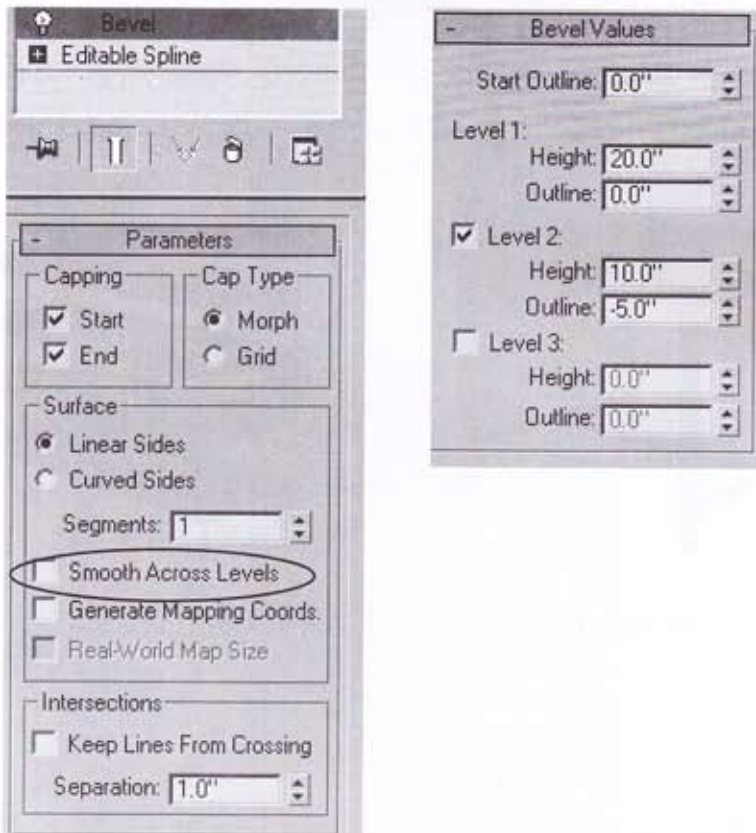 Bevel
Editable Spline
Parameters
Capping
Start
End
Cap Type
Morph
Grid
Surface
Linear Sides
Curved Sides
Segments: 1
Smooth Across Levels
Generate Mapping Coords.
Real-World Map Size
Intersections
Keep Lines From Crossing
Separation: 1.0"
- Bevel Values
Start Outline: 0.0"
Level 1:
Height: 20.0"
Outline: 0.0"
Level 2:
Height: 10.0"
Outline: -5.0"
Level 3:
Height: 0.0"
Outline: 0.0"